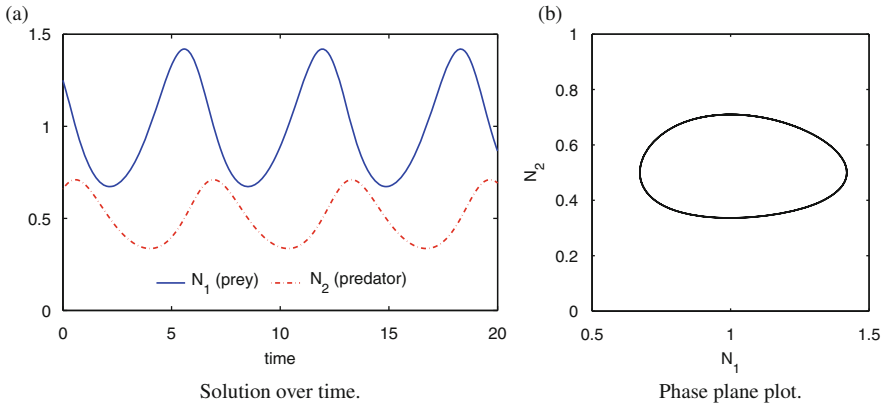 (a)
1.5
1
0.5
0
N1 (prey) N2 (predator)
0 5 10 15 20
time
Solution over time.
(b)
1
0.8
0.6
N2
0.4
0.2
0
0.5 1 1.5
N1
Phase plane plot.